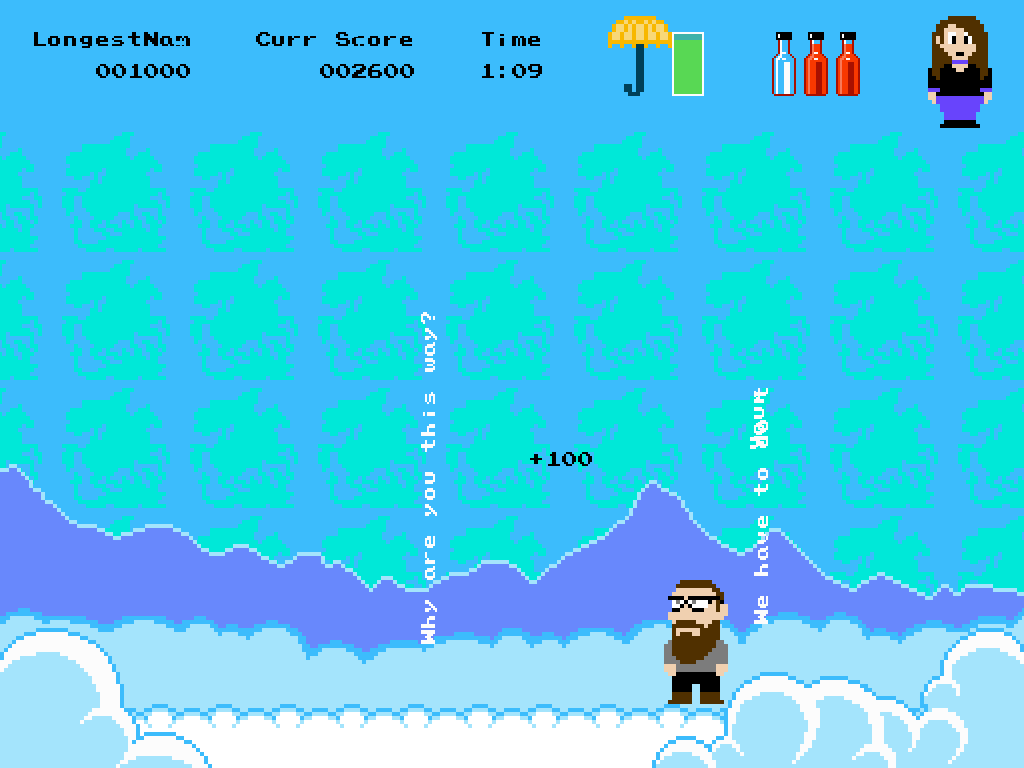 LongestNam
001000
Curr Score
002600
Time
1:09
+100
Why are you this way?
We have to